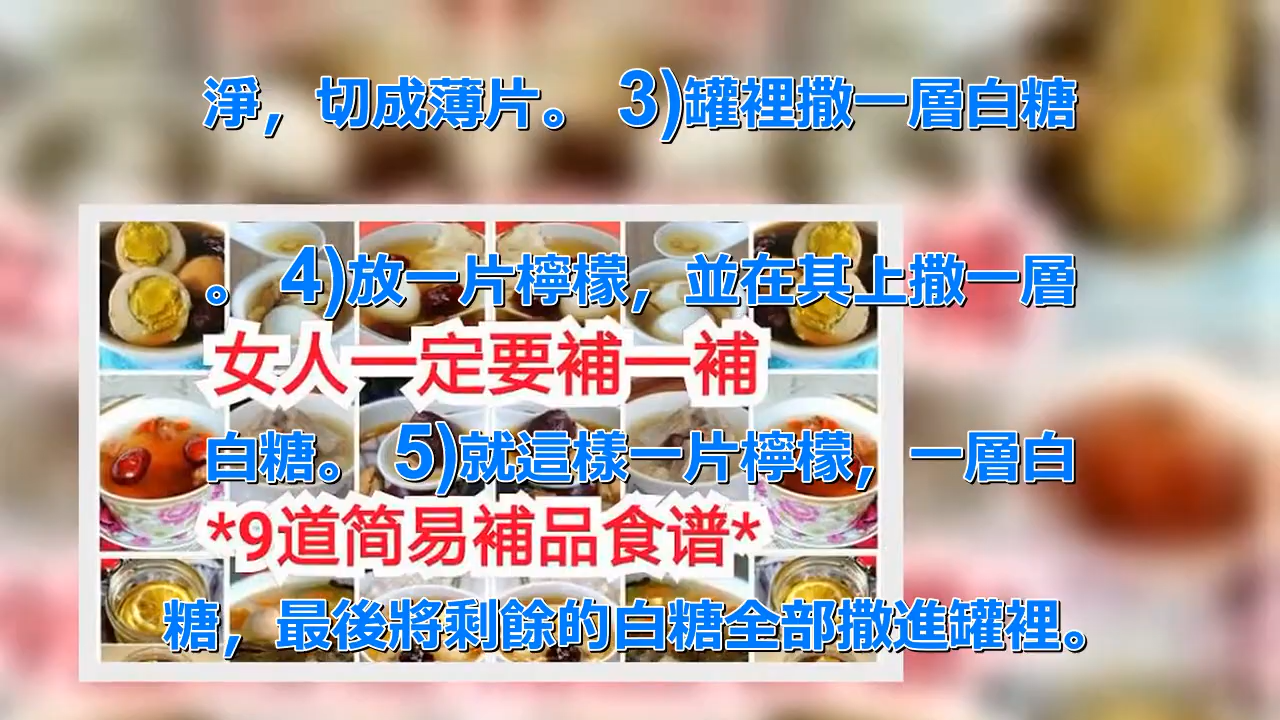 淨，切成薄片。 3)罐裡撒一層白糖
。 4)放一片檸檬，並在其上撒一層
女人一定要補一補
白糖。 5)就這樣一片檸檬，一層白
*9道简易補品食谱*
糖，最後將剩餘的白糖全部撒進罐裡。